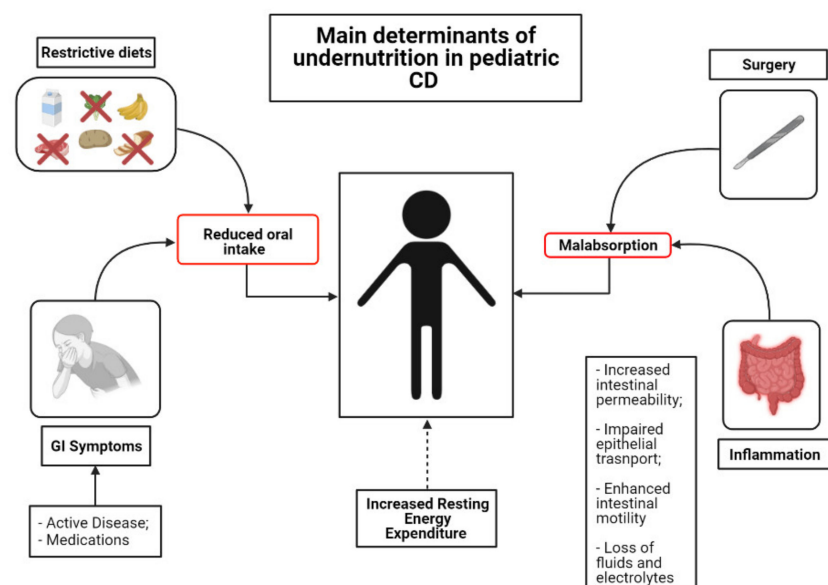 Main determinants of
undernutrition in pediatric
CD
Restrictive diets
Surgery
Reduced oral
intake
Malabsorption
GI Symptoms
- Active Disease;
- Medications
Increased Resting
Energy
Expenditure
- Increased
intestinal
permeability;
- Impaired
epithelial
trasnport;
- Enhanced
intestinal
motility
- Loss of
fluids and
electrolytes
Inflammation